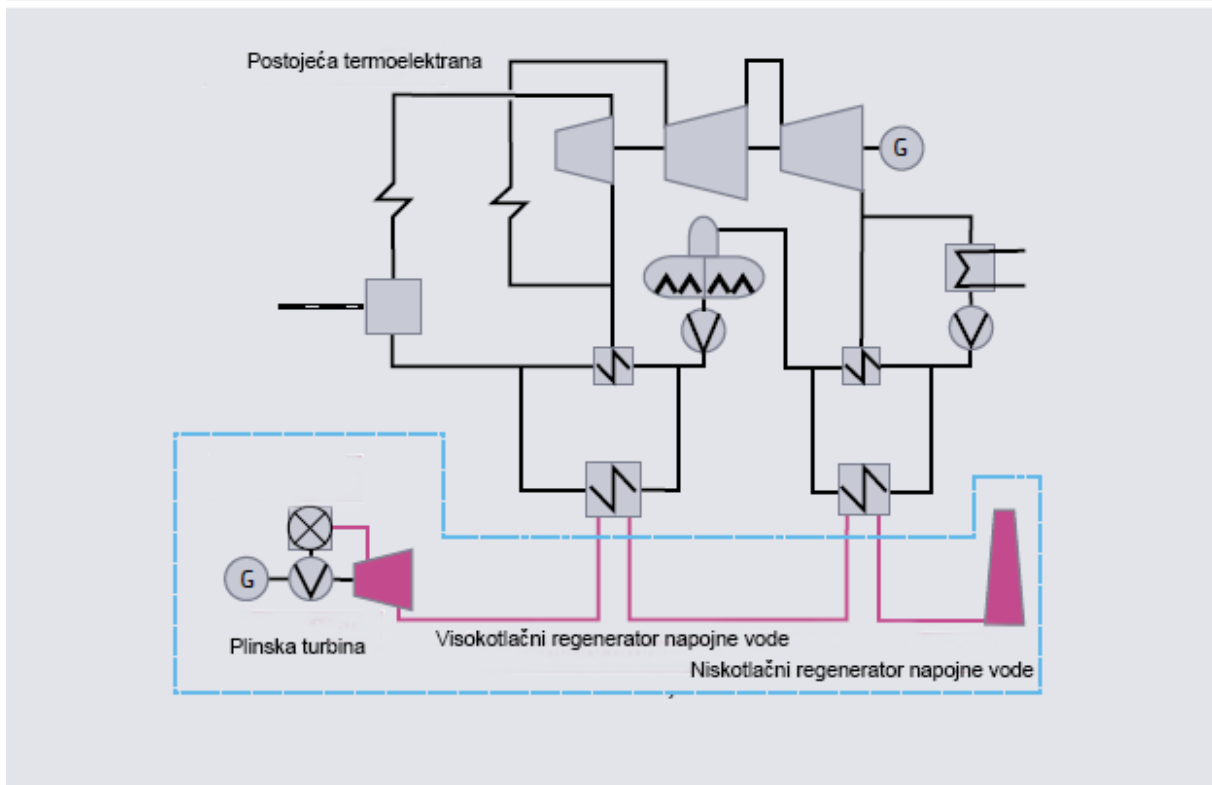 Postojeća termoelektrana
G
G
Plinska turbina
Visokotlačni regenerator napojne vode
Niskotlačni regenerator napojne vode